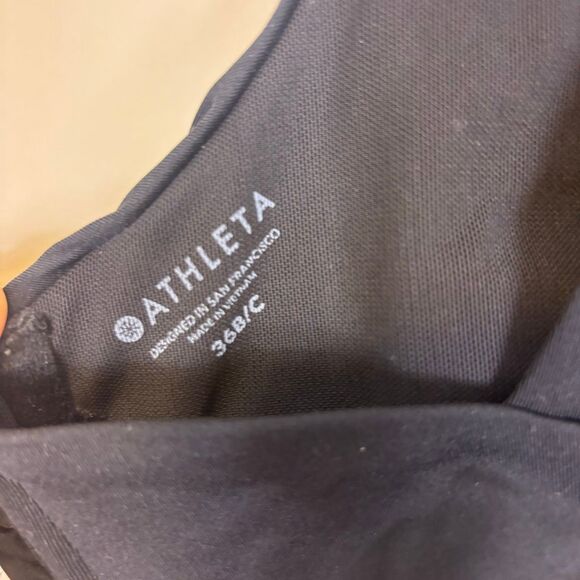 ATHLETA
DESIGNED IN SAN FRANCISCO
MADE IN VIETNAM
36B/C